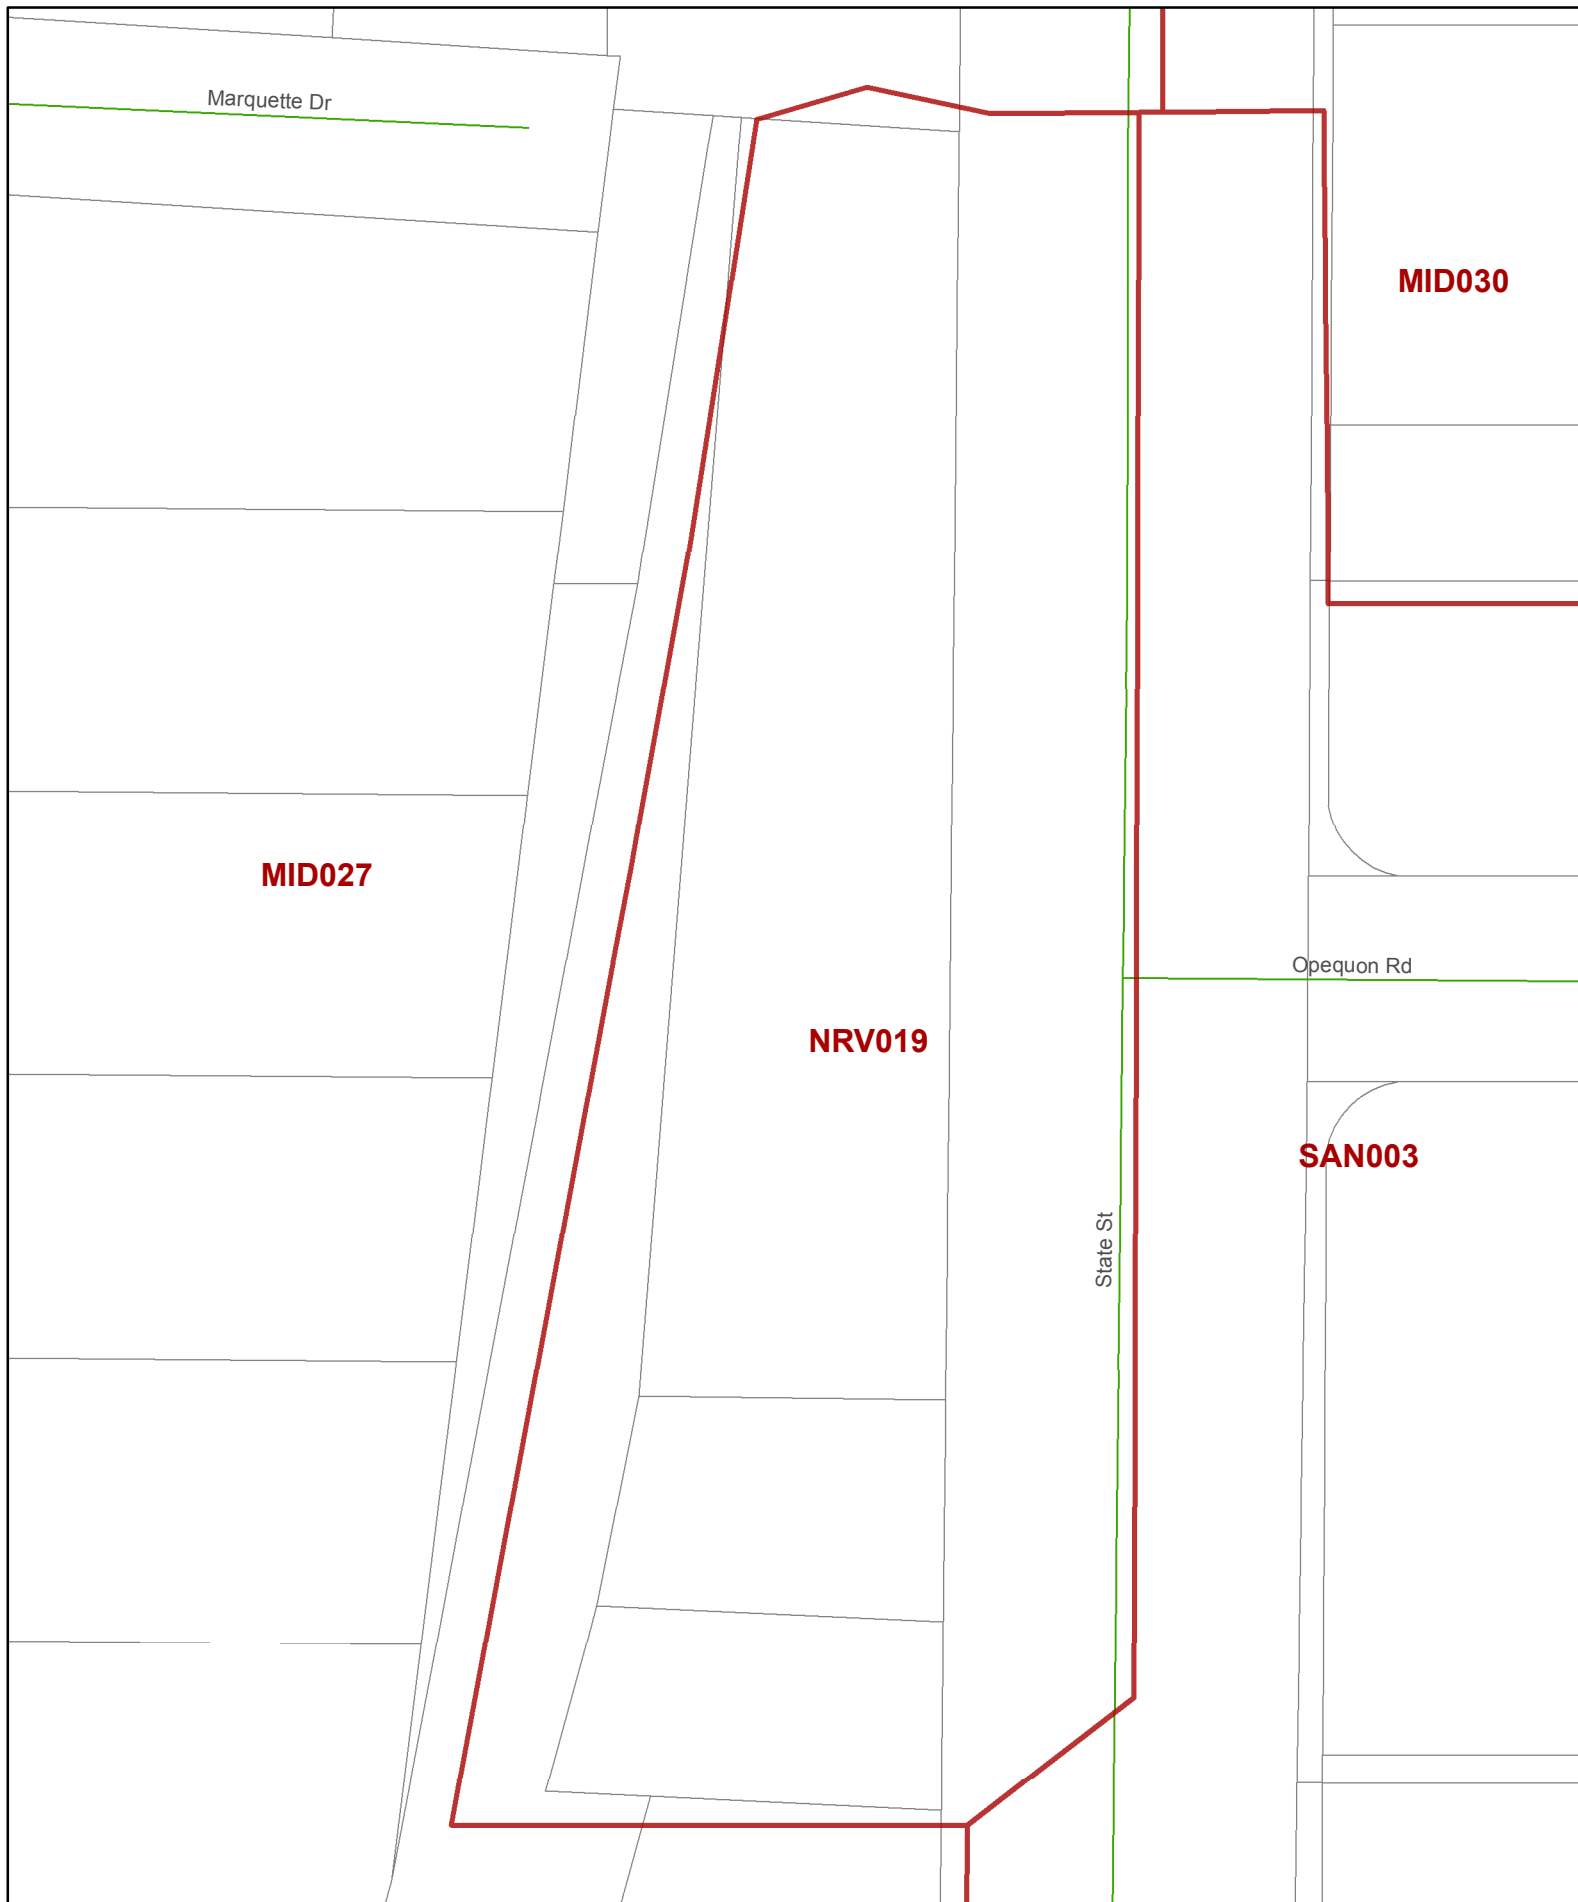 Marquette Dr
MID030
MID027
Opequon Rd
NRV019
SAN003
State St